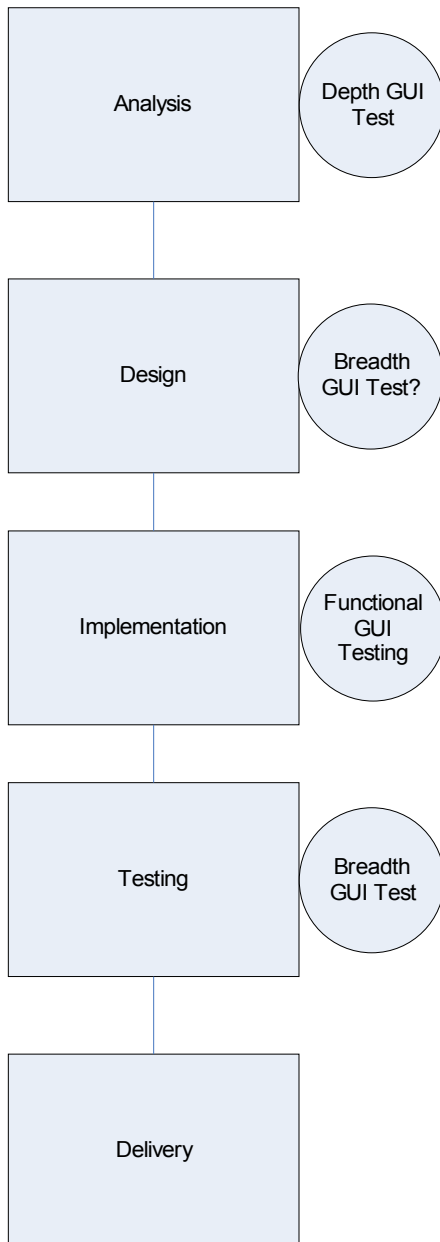 Analysis
Depth GUI
Test
Design
Breadth
GUI Test?
Implementation
Functional
GUI
Testing
Testing
Breadth
GUI Test
Delivery